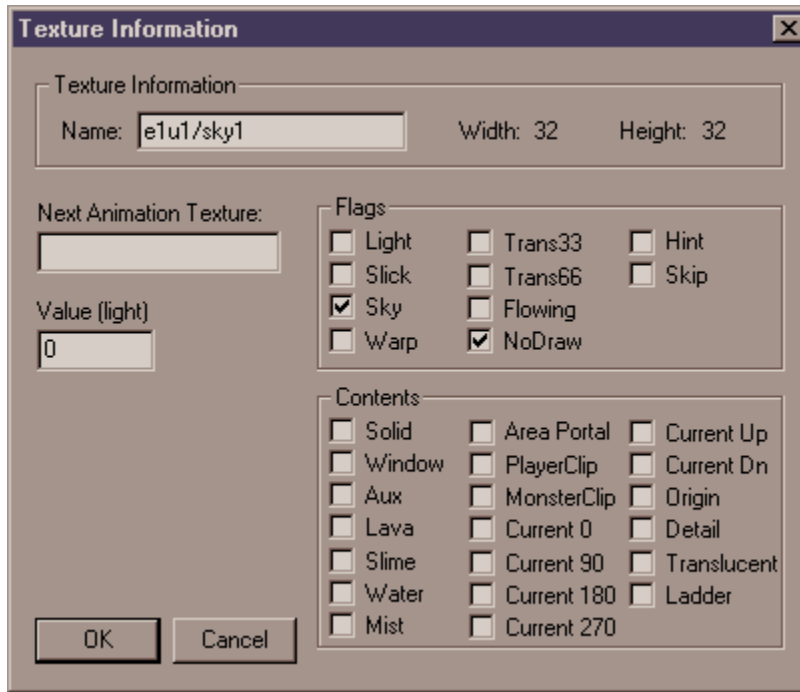 Texture Information
Texture Information
Name: e1u1/sky1 Width: 32 Height: 32
Next Animation Texture:
Value (light)
0
Flags
Light Trans33 Hint
Slick Trans66 Skip
Sky Flowing
Warp NoDraw
Contents
Solid Area Portal Current Up
Window PlayerClip Current Dn
Aux MonsterClip Origin
Lava Current 0 Detail
Slime Current 90 Translucent
Water Current 180 Ladder
Mist Current 270
OK Cancel